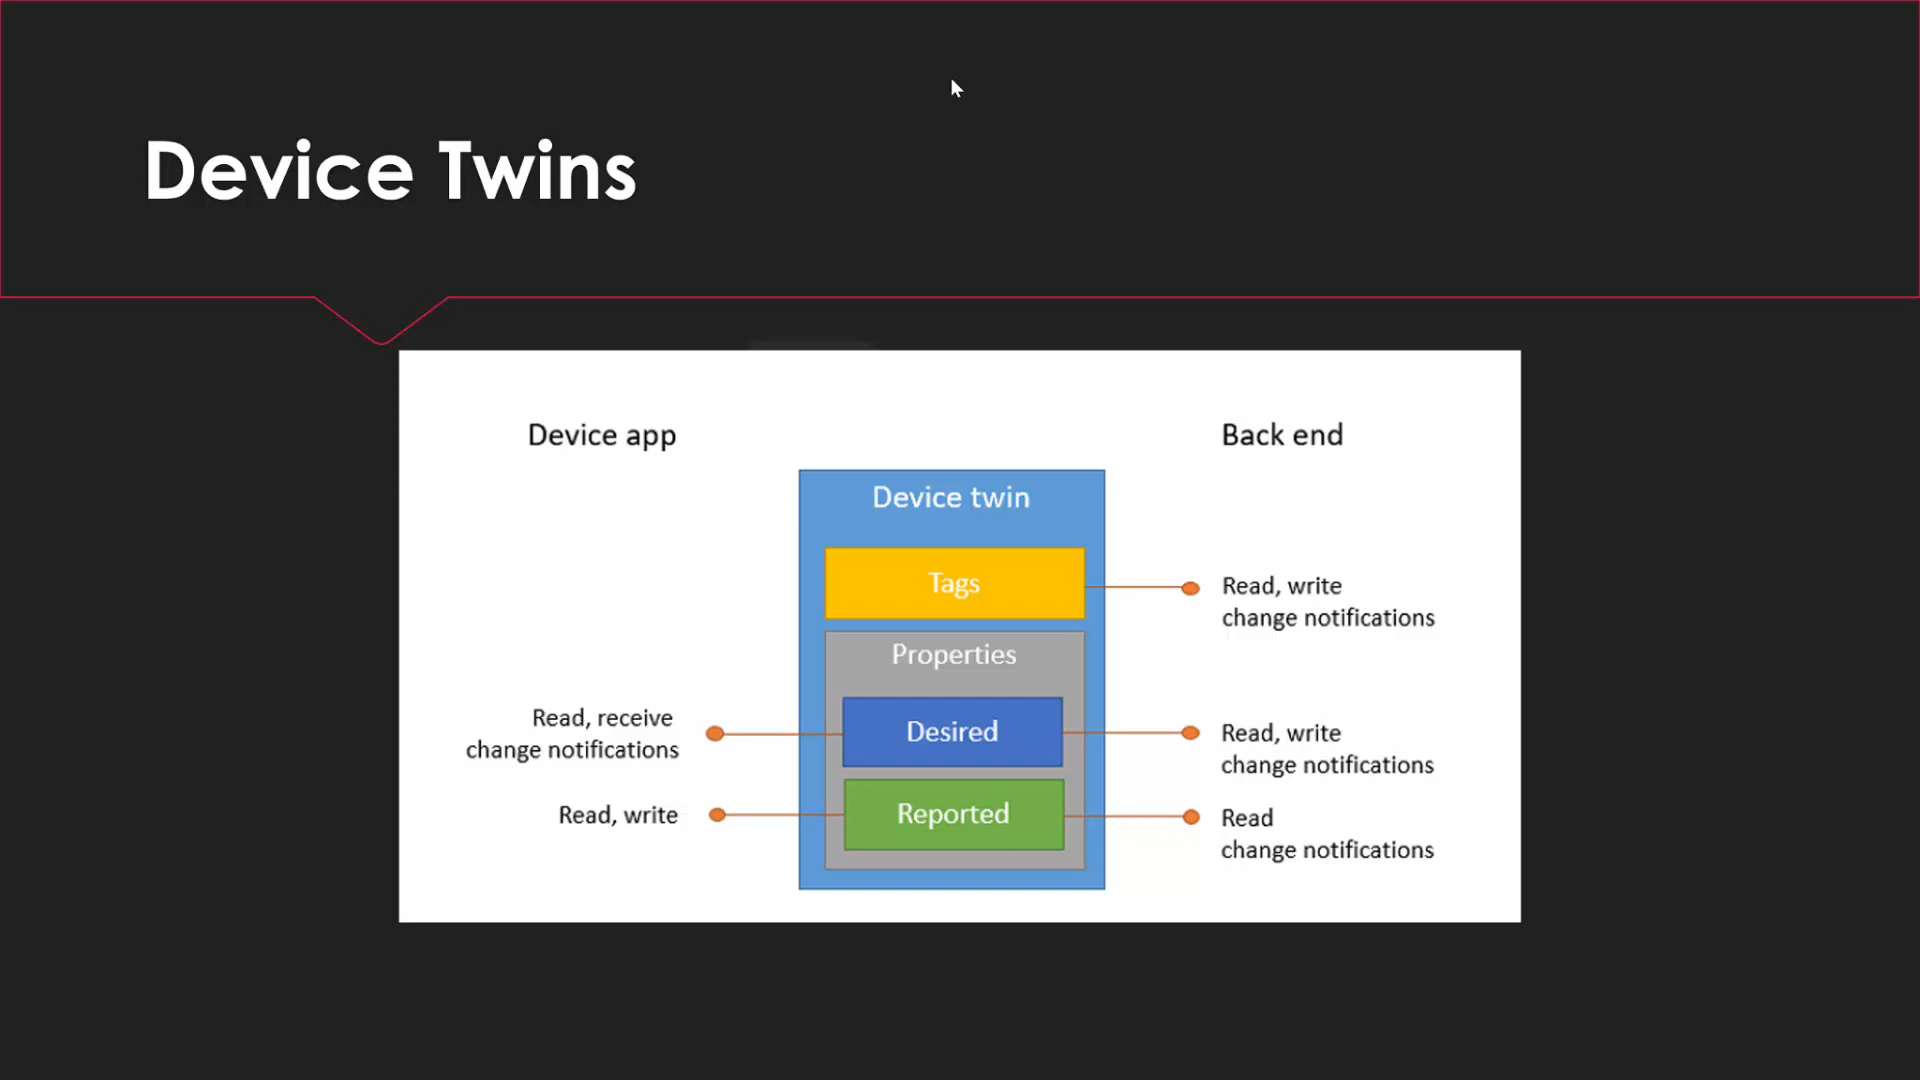 Device Twins
Device app
Back end
Device twin
Tags
Read, write
change notifications
Properties
Read, receive
change notifications
Desired
Read, write
change notifications
Read, write
Reported
Read
change notifications